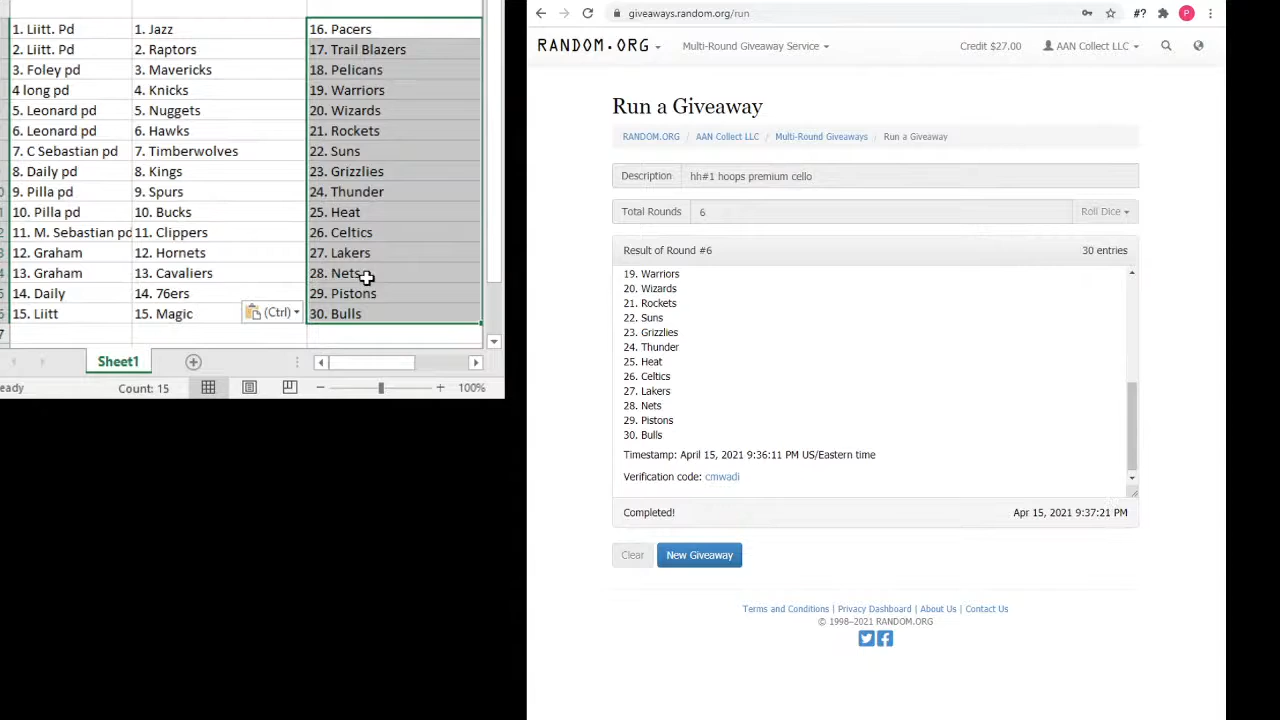 1. Liitt. Pd 1. Jazz 16. Pacers
2. Liitt. Pd 2. Raptors 17. Trail Blazers
3. Foley pd 3. Mavericks 18. Pelicans
4 long pd 4. Knicks 19. Warriors
5. Leonard pd 5. Nuggets 20. Wizards
6. Leonard pd 6. Hawks 21. Rockets
7. C Sebastian pd 7. Timberwolves 22. Suns
8. Daily pd 8. Kings 23. Grizzlies
9. Pilla pd 9. Spurs 24. Thunder
10. Pilla pd 10. Bucks 25. Heat
11. M. Sebastian pd 11. Clippers 26. Celtics
12. Graham 12. Hornets 27. Lakers
13. Graham 13. Cavaliers 28. Nets
14. Daily 14. 76ers 29. Pistons
15. Liitt 15. Magic (Ctrl) 30. Bulls
Sheet1
eady Count: 15 100%
giveaways.random.org/run
RANDOM.ORG Multi-Round Giveaway Service Credit $27.00 AAN Collect LLC
Run a Giveaway
RANDOM.ORG / AAN Collect LLC / Multi-Round Giveaways / Run a Giveaway
Description hh#1 hoops premium cello
Total Rounds 6 Roll Dice
Result of Round #6 30 entries
19. Warriors
20. Wizards
21. Rockets
22. Suns
23. Grizzlies
24. Thunder
25. Heat
26. Celtics
27. Lakers
28. Nets
29. Pistons
30. Bulls
Timestamp: April 15, 2021 9:36:11 PM US/Eastern time
Verification code: cmwadi
Completed! Apr 15, 2021 9:37:21 PM
Clear New Giveaway
Terms and Conditions | Privacy Dashboard | About Us | Contact Us
© 1998–2021 RANDOM.ORG